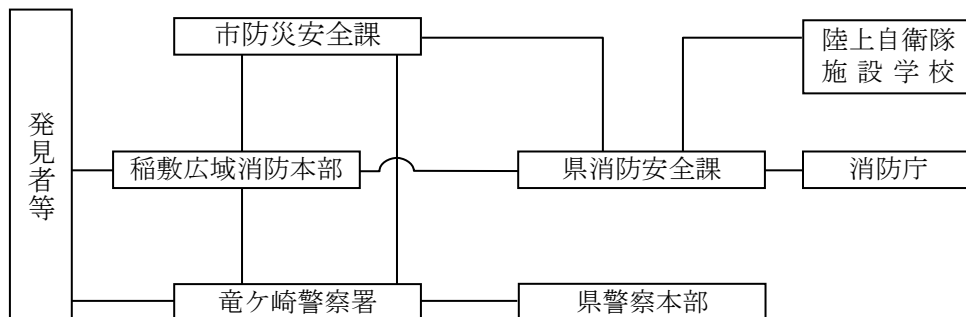 発見者等
市防災安全課
陸上自衛隊
施設学校
稲敷広域消防本部
県消防安全課
消防庁
竜ケ崎警察署
県警察本部